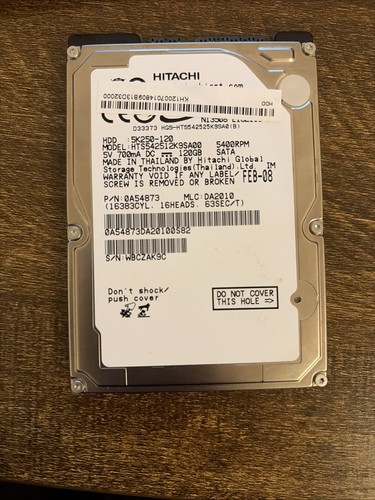 HITACHI
HDD
KH12007014809B13D32000
D33373 HGS-HTS542525K9SA0(B)
HDD :5K250-120
MODEL:HTS542512K9SA00 5400RPM
5V 700mA DC ⎓ 120GB SATA
MADE IN THAILAND BY Hitachi Global
Storage Technologies(Thailand) Ltd. IM
WARRANTY VOID IF ANY LABEL/ FEB-08
SCREW IS REMOVED OR BROKEN
P/N:0A54873 MLC:DA2010
(16383CYL. 16HEADS. 63SEC/T)
0A54873DA20100S82
S/N:WBCZAK9C
Don't shock/
push cover
DO NOT COVER
THIS HOLE ⇨